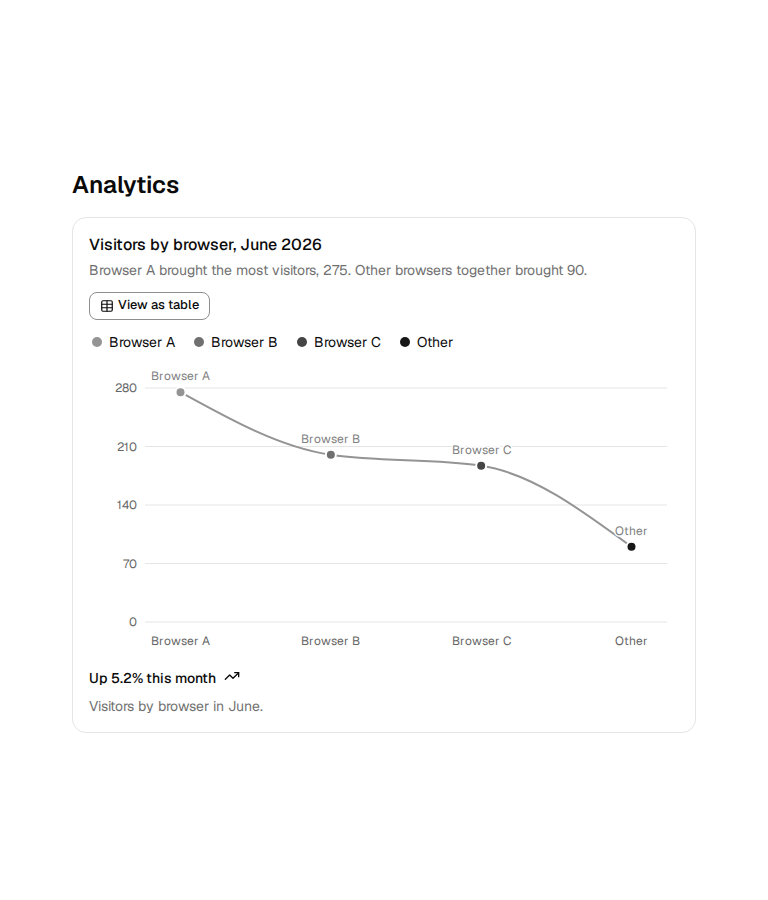 Analytics
Visitors by browser, June 2026
Browser A brought the most visitors, 275. Other browsers together brought 90.
View as table
Browser A Browser B Browser C Other
Browser A
280
Browser B
210
Browser C
140
Other
70
0
Browser A Browser B Browser C Other
Up 5.2% this month
Visitors by browser in June.